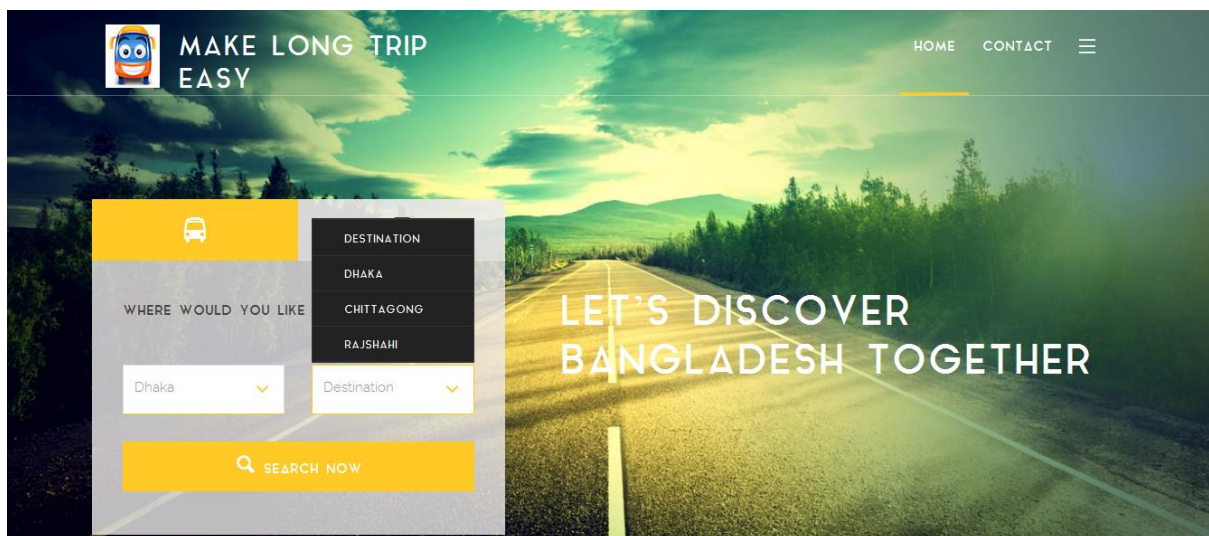 MAKE LONG TRIP
EASY
HOME
CONTACT
DESTINATION
DHAKA
CHITTAGONG
RAJSHAHI
WHERE WOULD YOU LIKE
Dhaka
Destination
SEARCH NOW
LET'S DISCOVER
BANGLADESH TOGETHER